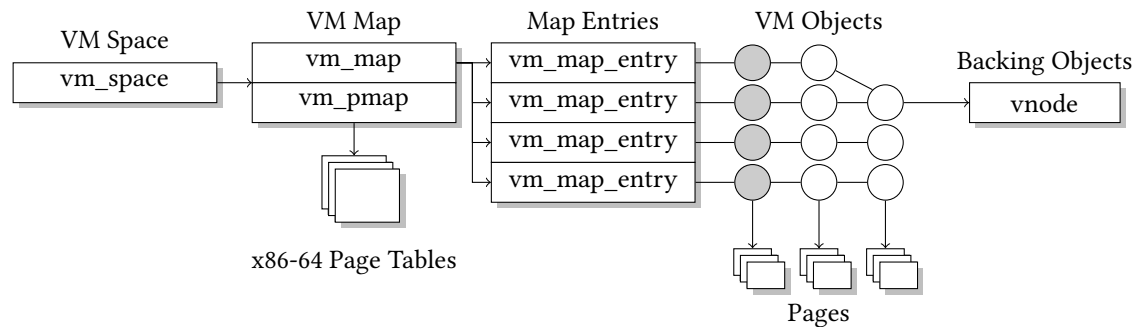 VM Space
vm_space
VM Map
vm_map
vm_pmap
x86-64 Page Tables
Map Entries
vm_map_entry
vm_map_entry
vm_map_entry
vm_map_entry
VM Objects
Pages
Backing Objects
vnode